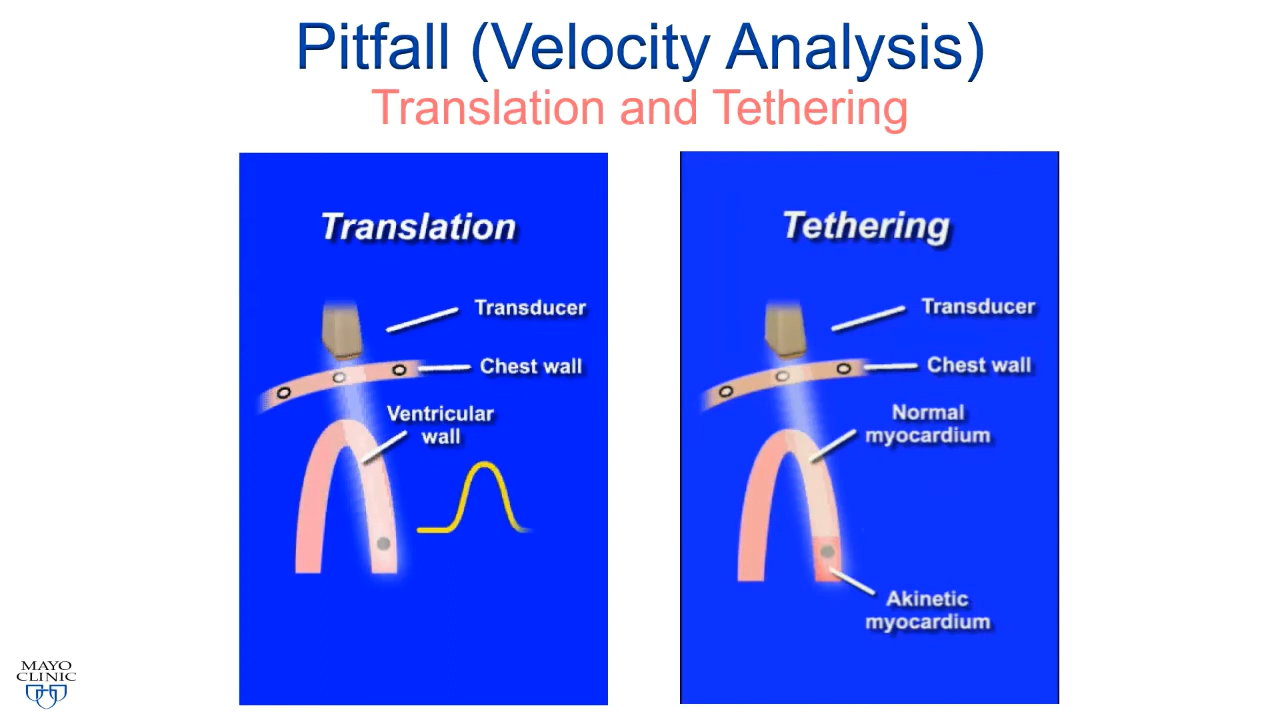 Pitfall (Velocity Analysis)
Translation and Tethering
Translation
Transducer
Chest wall
Ventricular
wall
Tethering
Transducer
Chest wall
Normal
myocardium
Akinetic
myocardium
MAYO
CLINIC